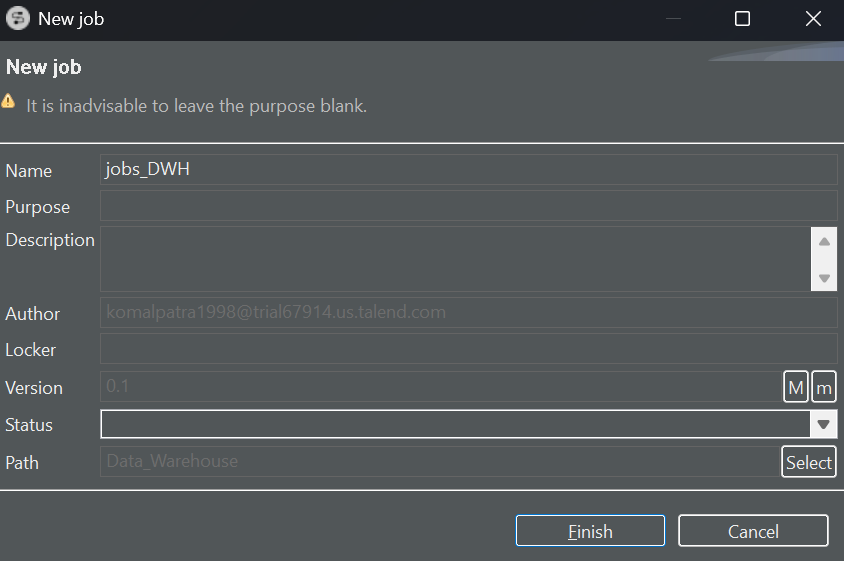 New job
New job
It is inadvisable to leave the purpose blank.
Name jobs_DWH
Purpose
Description
Author komalpatra1998@trial67914.us.talend.com
Locker
Version 0.1 M m
Status
Path Data_Warehouse Select
Finish Cancel